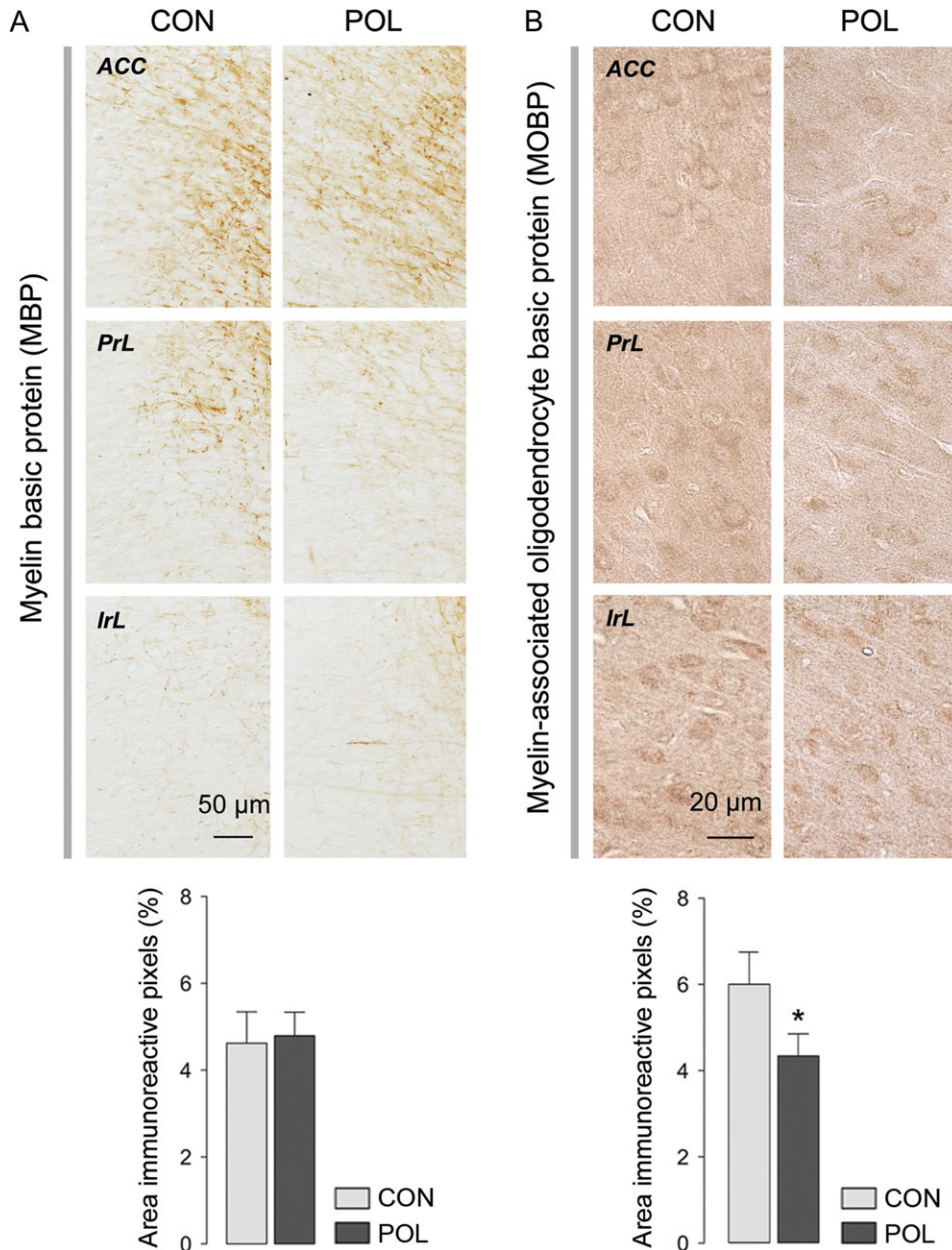 A
CON
POL
Myelin basic protein (MBP)
ACC
PrL
IrL
50 µm
Area immunoreactive pixels (%)
8
6
4
2
0
CON
POL
B
CON
POL
Myelin-associated oligodendrocyte basic protein (MOBP)
ACC
PrL
IrL
20 µm
Area immunoreactive pixels (%)
8
6
4
2
0
*
CON
POL